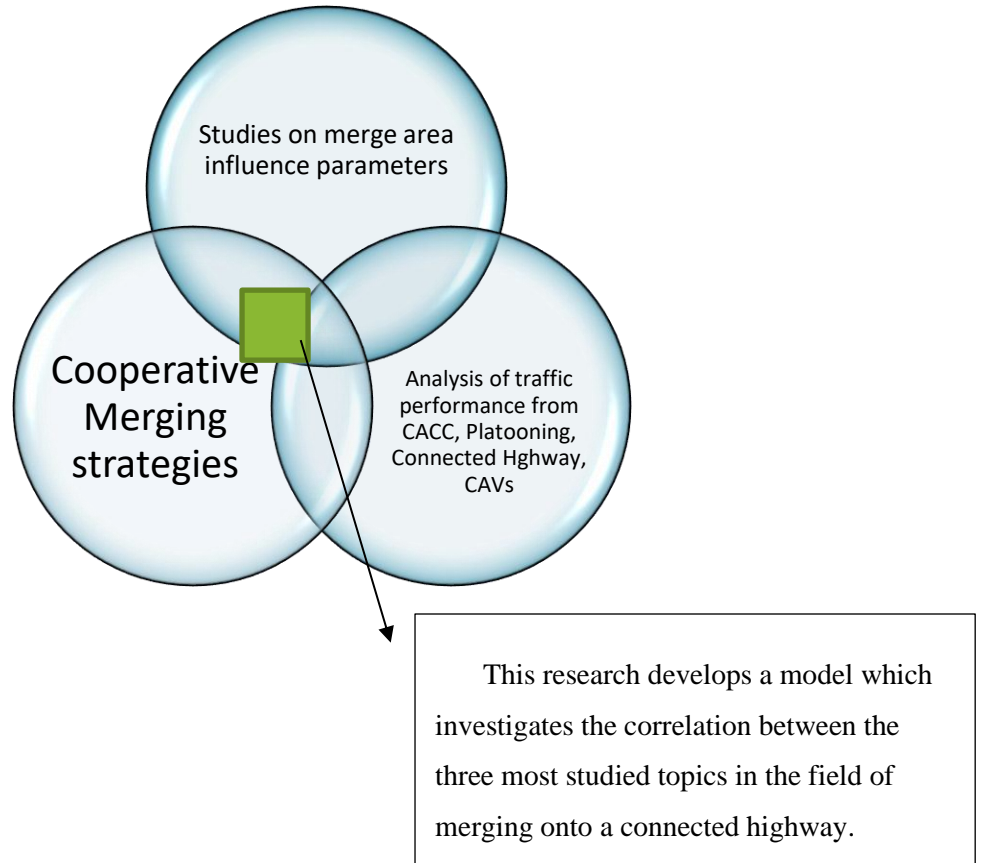 Studies on merge area
influence parameters
Cooperative
Merging
strategies
Analysis of traffic
performance from
CACC, Platooning,
Connected Hghway,
CAVs
This research develops a model which
investigates the correlation between the
three most studied topics in the field of
merging onto a connected highway.